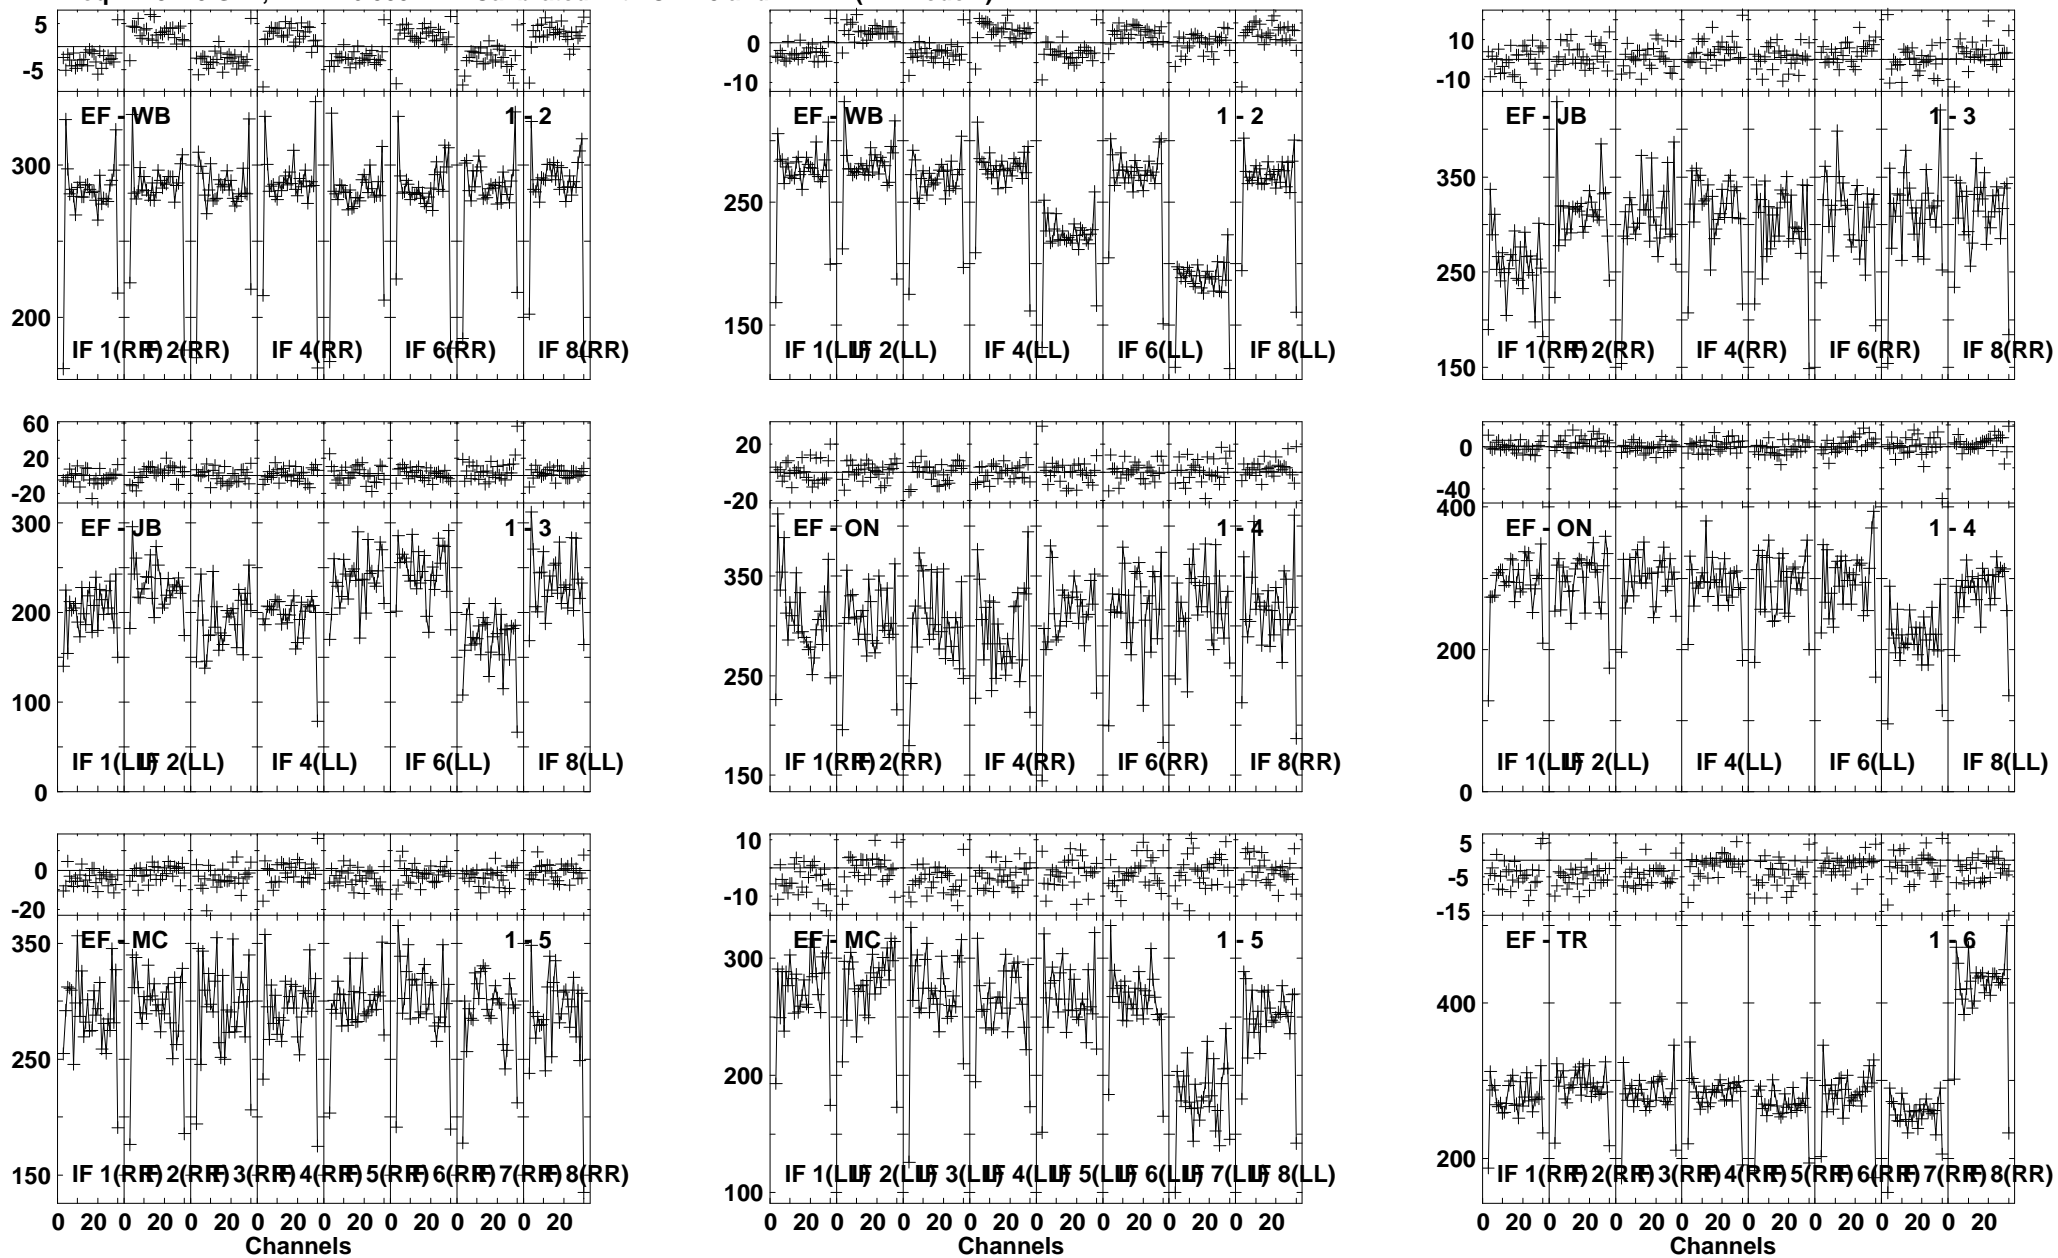 5
-5
EF - WB
1 - 2
300
200
IF 1(RR)
IF 2(RR)
IF 4(RR)
IF 6(RR)
IF 8(RR)
0
-10
EF - WB
1 - 2
250
150
IF 1(LL)
IF 2(LL)
IF 4(LL)
IF 6(LL)
IF 8(LL)
10
-10
EF - JB
1 - 3
350
250
150
IF 1(RR)
IF 2(RR)
IF 4(RR)
IF 6(RR)
IF 8(RR)
60
20
-20
300
EF - JB
1 - 3
200
100
0
IF 1(LL)
IF 2(LL)
IF 4(LL)
IF 6(LL)
IF 8(LL)
20
-20
EF - ON
1 - 4
350
250
150
IF 1(RR)
IF 2(RR)
IF 4(RR)
IF 6(RR)
IF 8(RR)
0
-40
400
EF - ON
1 - 4
200
0
IF 1(LL)
IF 2(LL)
IF 4(LL)
IF 6(LL)
IF 8(LL)
0
-20
EF - MC
1 - 5
350
250
150
IF 1(RR)
IF 2(RR)
IF 3(RR)
IF 4(RR)
IF 5(RR)
IF 6(RR)
IF 7(RR)
IF 8(RR)
0 20 0 20 0 20 0 20 0 20 0 20 0 20 0 20
Channels
10
-10
EF - MC
1 - 5
300
200
100
IF 1(LL)
IF 2(LL)
IF 3(LL)
IF 4(LL)
IF 5(LL)
IF 6(LL)
IF 7(LL)
IF 8(LL)
0 20 0 20 0 20 0 20 0 20 0 20 0 20 0 20
Channels
5
-5
-15
EF - TR
1 - 6
400
200
IF 1(RR)
IF 2(RR)
IF 3(RR)
IF 4(RR)
IF 5(RR)
IF 6(RR)
IF 7(RR)
IF 8(RR)
0 20 0 20 0 20 0 20 0 20 0 20 0 20 0 20
Channels